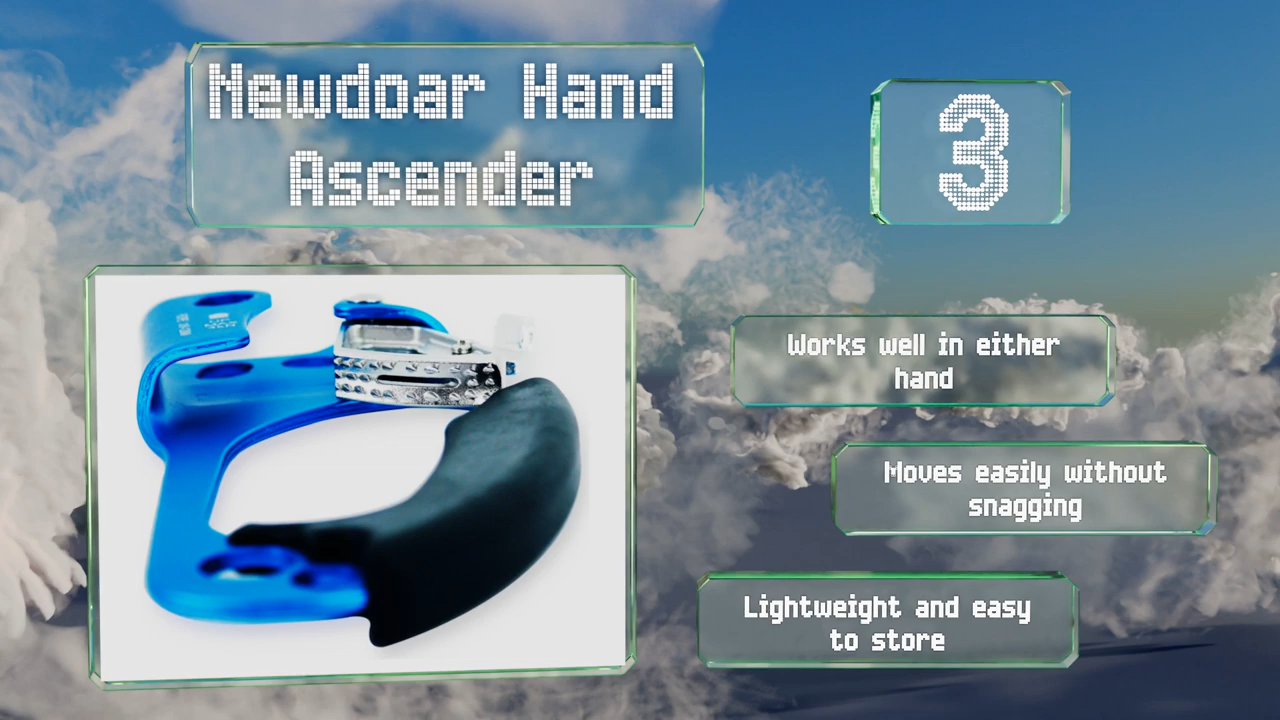 Newdoar Hand
Ascender
3
Works well in either
hand
Moves easily without
snagging
Lightweight and easy
to store